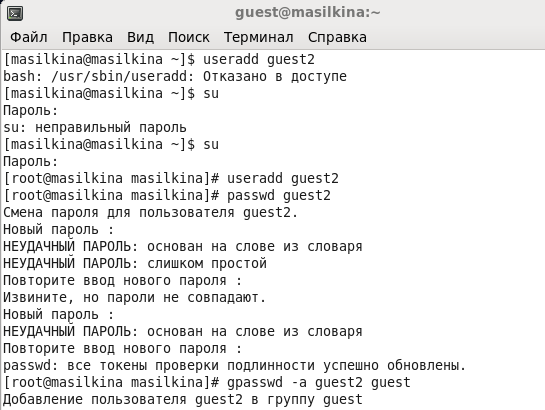 guest@masilkina:~
Файл Правка Вид Поиск Терминал Справка
[masilkina@masilkina ~]$ useradd guest2
bash: /usr/sbin/useradd: Отказано в доступе
[masilkina@masilkina ~]$ su
Пароль:
su: неправильный пароль
[masilkina@masilkina ~]$ su
Пароль:
[root@masilkina masilkina]# useradd guest2
[root@masilkina masilkina]# passwd guest2
Смена пароля для пользователя guest2.
Новый пароль :
НЕУДАЧНЫЙ ПАРОЛЬ: основан на слове из словаря
НЕУДАЧНЫЙ ПАРОЛЬ: слишком простой
Повторите ввод нового пароля :
Извините, но пароли не совпадают.
Новый пароль :
НЕУДАЧНЫЙ ПАРОЛЬ: основан на слове из словаря
Повторите ввод нового пароля :
passwd: все токены проверки подлинности успешно обновлены.
[root@masilkina masilkina]# gpasswd -a guest2 guest
Добавление пользователя guest2 в группу guest